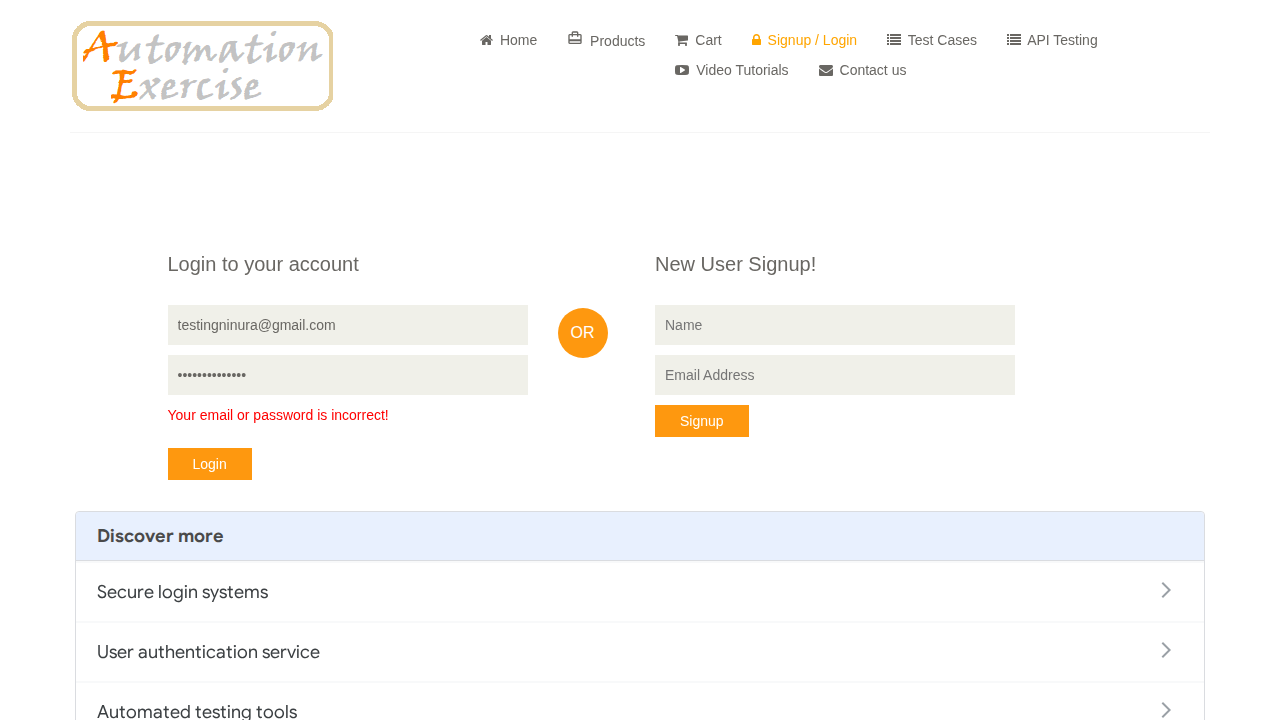 Automation
Exercise
Home
Products
Cart
Signup / Login
Test Cases
API Testing
Video Tutorials
Contact us
Login to your account
New User Signup!
testingninura@gmail.com
OR
Name
••••••••••••••
Email Address
Your email or password is incorrect!
Signup
Login
Discover more
Secure login systems
User authentication service
Automated testing tools